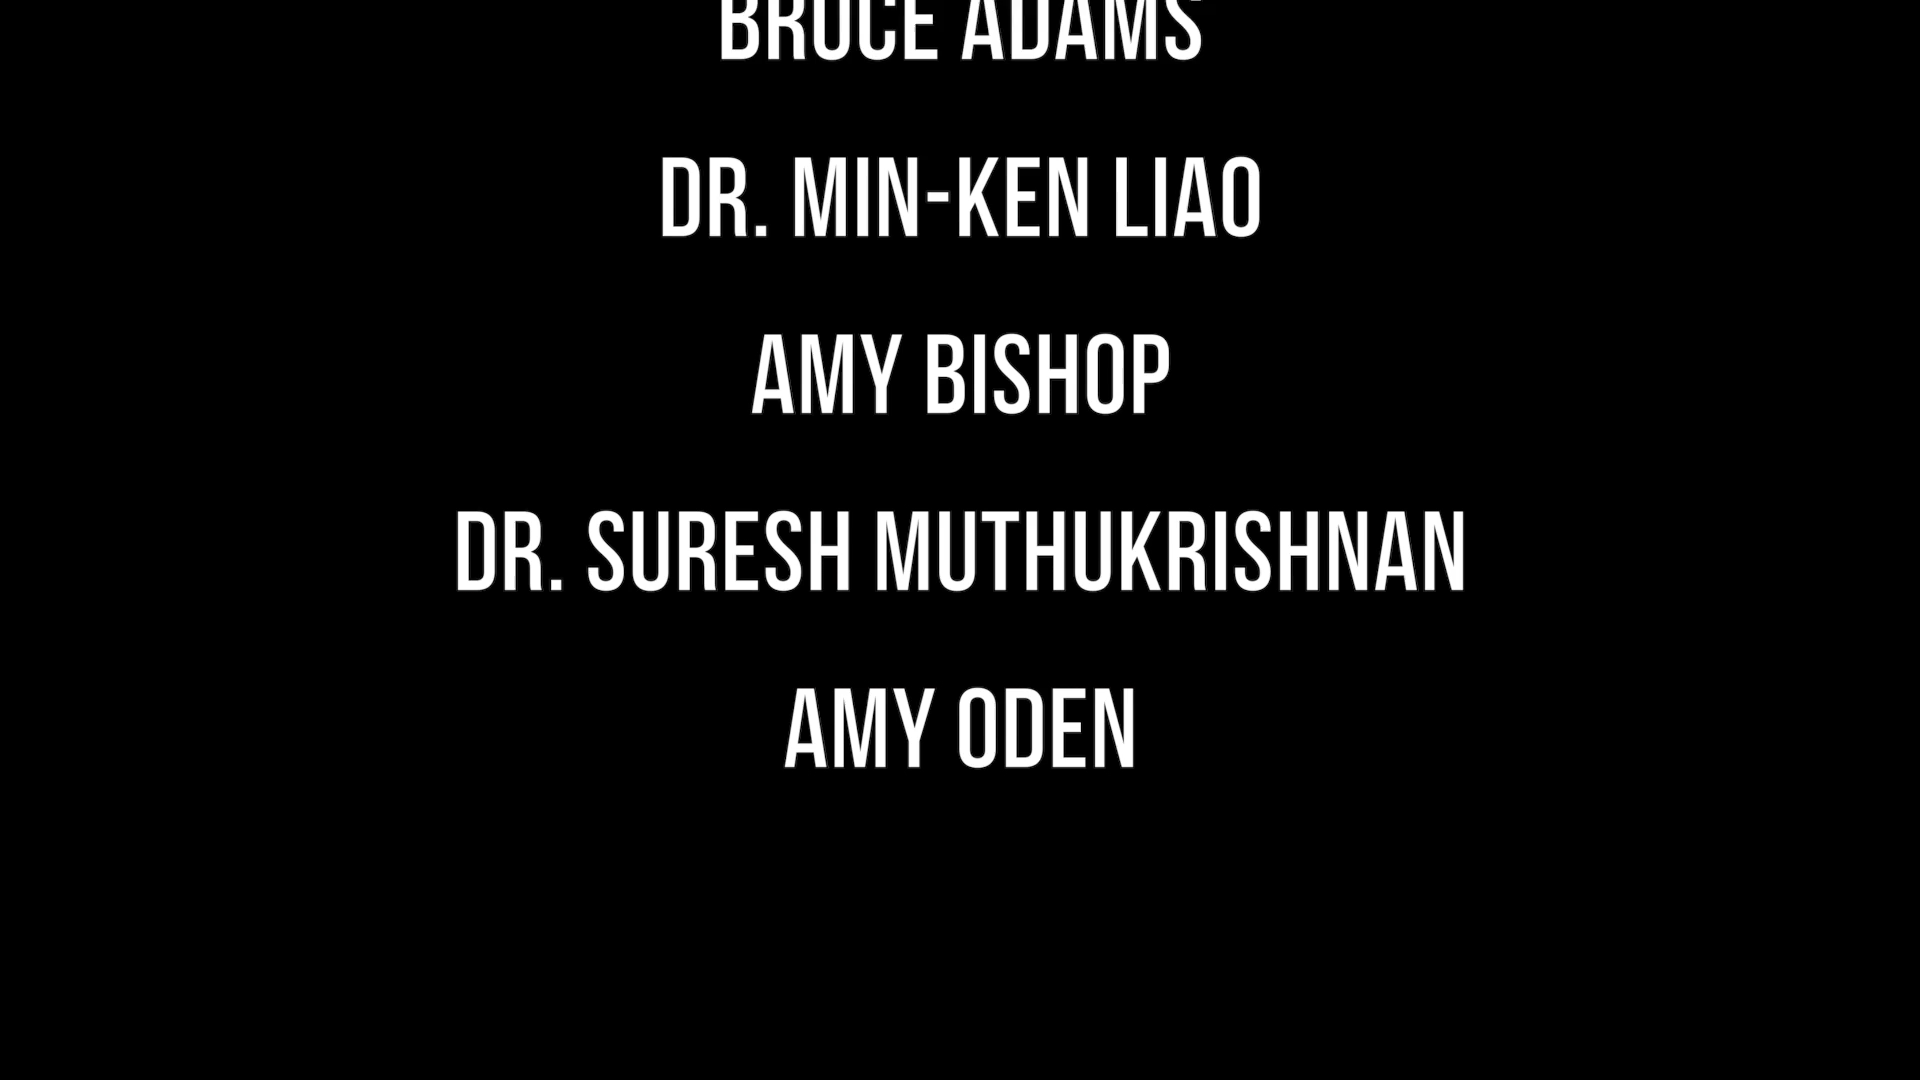 BRUCE ADAMS
DR. MIN-KEN LIAO
AMY BISHOP
DR. SURESH MUTHUKRISHNAN
AMY ODEN